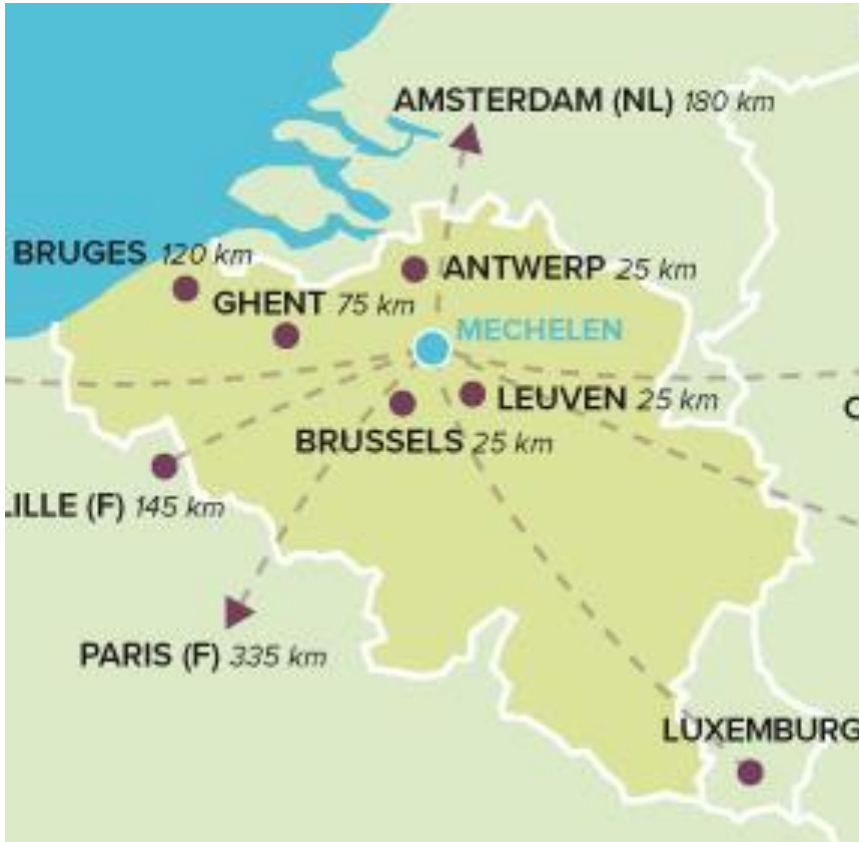 AMSTERDAM (NL) 180 km
BRUGES 120 km
ANTWERP 25 km
GHENT 75 km
MECHELEN
LEUVEN 25 km
BRUSSELS 25 km
LILLE (F) 145 km
PARIS (F) 335 km
LUXEMBURG